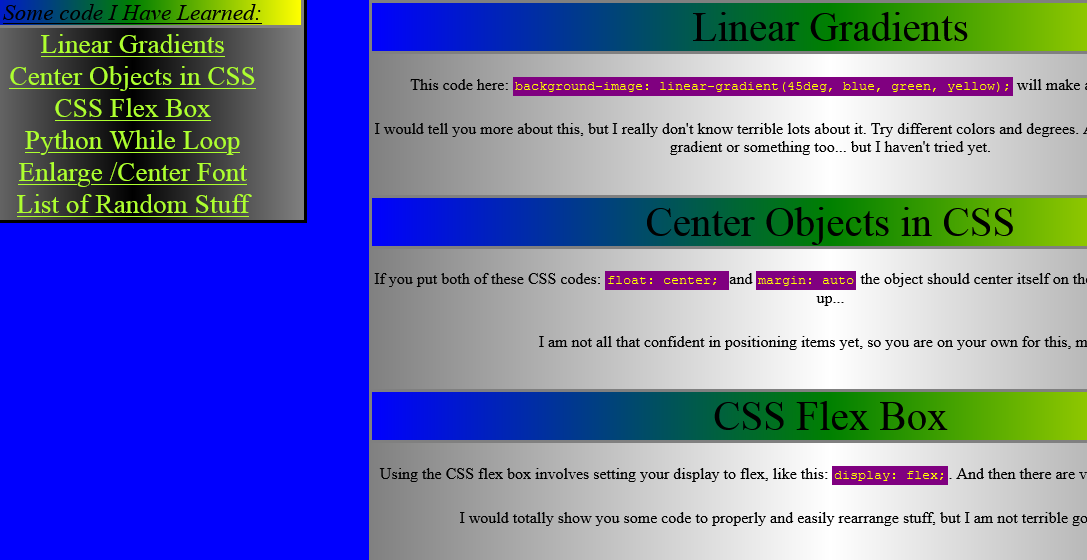 Some code I Have Learned:
Linear Gradients
Center Objects in CSS
CSS Flex Box
Python While Loop
Enlarge /Center Font
List of Random Stuff
Linear Gradients
This code here: background-image: linear-gradient(45deg, blue, green, yellow); will make a
I would tell you more about this, but I really don't know terrible lots about it. Try different colors and degrees.
gradient or something too... but I haven't tried yet.
Center Objects in CSS
If you put both of these CSS codes: float: center; and margin: auto the object should center itself on the
up...
I am not all that confident in positioning items yet, so you are on your own for this, m
CSS Flex Box
Using the CSS flex box involves setting your display to flex, like this: display: flex;. And then there are v
I would totally show you some code to properly and easily rearrange stuff, but I am not terrible go